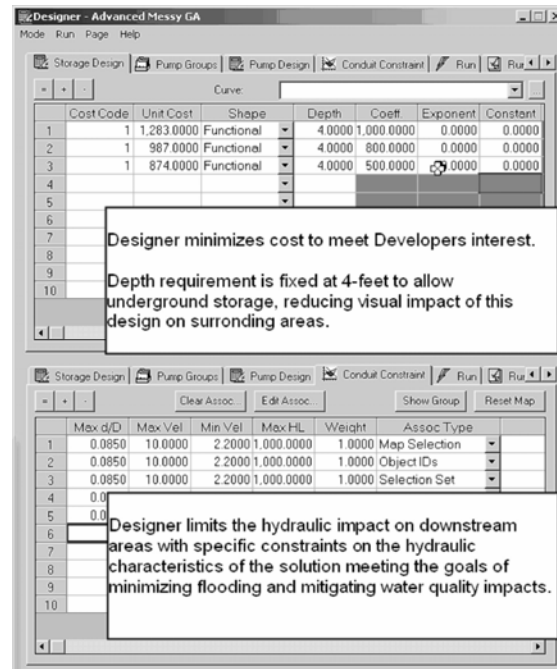 Designer - Advanced Messy GA
Mode Run Page Help
Storage Design Pump Groups Pump Design Conduit Constraint Run
= + - Curve: ...
Cost Code Unit Cost Shape Depth Coeff. Exponent Constant
1 1 1,283.0000 Functional 4.0000 1,000.0000 0.0000 0.0000
2 1 987.0000 Functional 4.0000 800.0000 0.0000 0.0000
3 1 874.0000 Functional 4.0000 500.0000 .0000 0.0000
4
5
6
7
8
9
10
Designer minimizes cost to meet Developers interest.
Depth requirement is fixed at 4-feet to allow
underground storage, reducing visual impact of this
design on surronding areas.
Storage Design Pump Groups Pump Design Conduit Constraint Run
= + - Clear Assoc... Edit Assoc... Show Group Reset Map
Max d/D Max Vel Min Vel Max HL Weight Assoc Type
1 0.0850 10.0000 2.2000 1,000.0000 1.0000 Map Selection
2 0.0850 10.0000 2.2000 1,000.0000 1.0000 Object IDs
3 0.0850 10.0000 2.2000 1,000.0000 1.0000 Selection Set
4 0.0
5 0.0
6
7
8
9
10
Designer limits the hydraulic impact on downstream
areas with specific constraints on the hydraulic
characteristics of the solution meeting the goals of
minimizing flooding and mitigating water quality impacts.